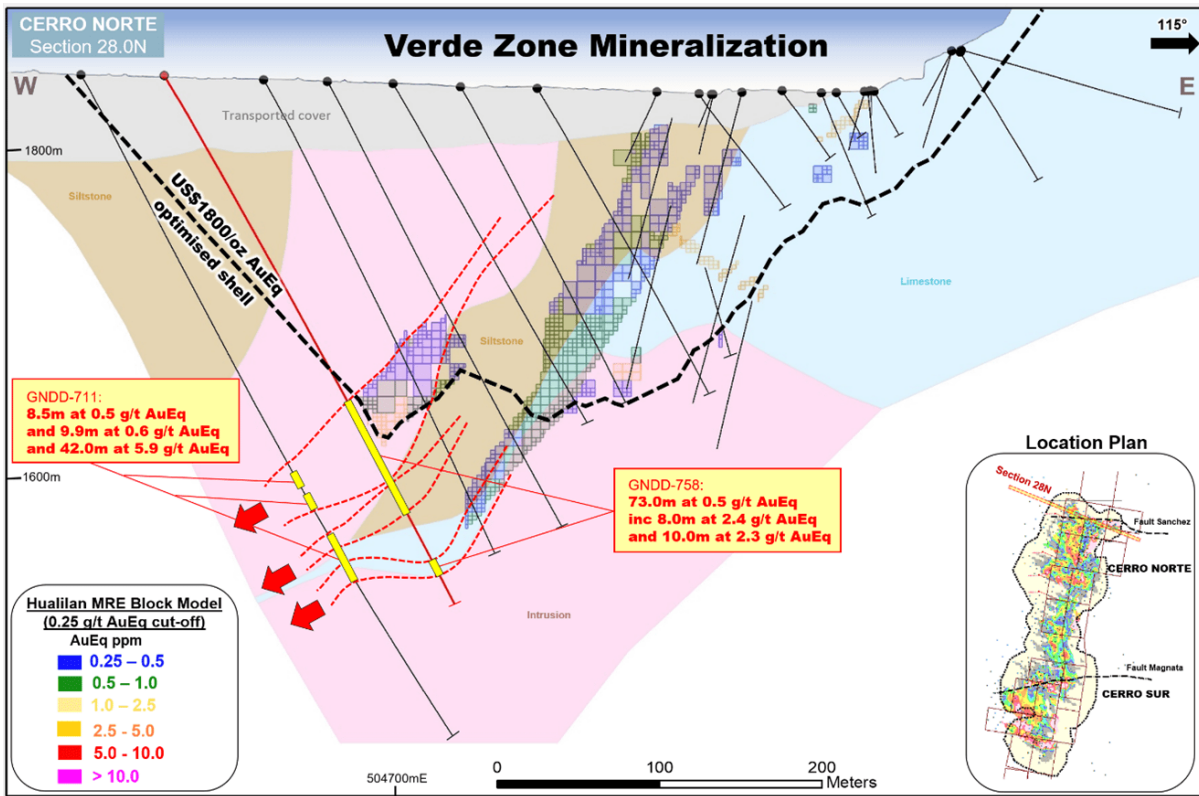 CERRO NORTE
Section 28.0N
Verde Zone Mineralization
115°
W
E
Transported cover
1800m
Siltstone
US$1800/oz AuEq
optimised shell
Limestone
Siltstone
GNDD-711:
8.5m at 0.5 g/t AuEq
and 9.9m at 0.6 g/t AuEq
and 42.0m at 5.9 g/t AuEq
1600m
GNDD-758:
73.0m at 0.5 g/t AuEq
inc 8.0m at 2.4 g/t AuEq
and 10.0m at 2.3 g/t AuEq
Intrusion
Location Plan
Section 28N
Fault Sanchez
CERRO NORTE
Fault Magnata
CERRO SUR
Hualilan MRE Block Model
(0.25 g/t AuEq cut-off)
AuEq ppm
0.25 – 0.5
0.5 – 1.0
1.0 – 2.5
2.5 - 5.0
5.0 - 10.0
> 10.0
504700mE
0
100
200
Meters